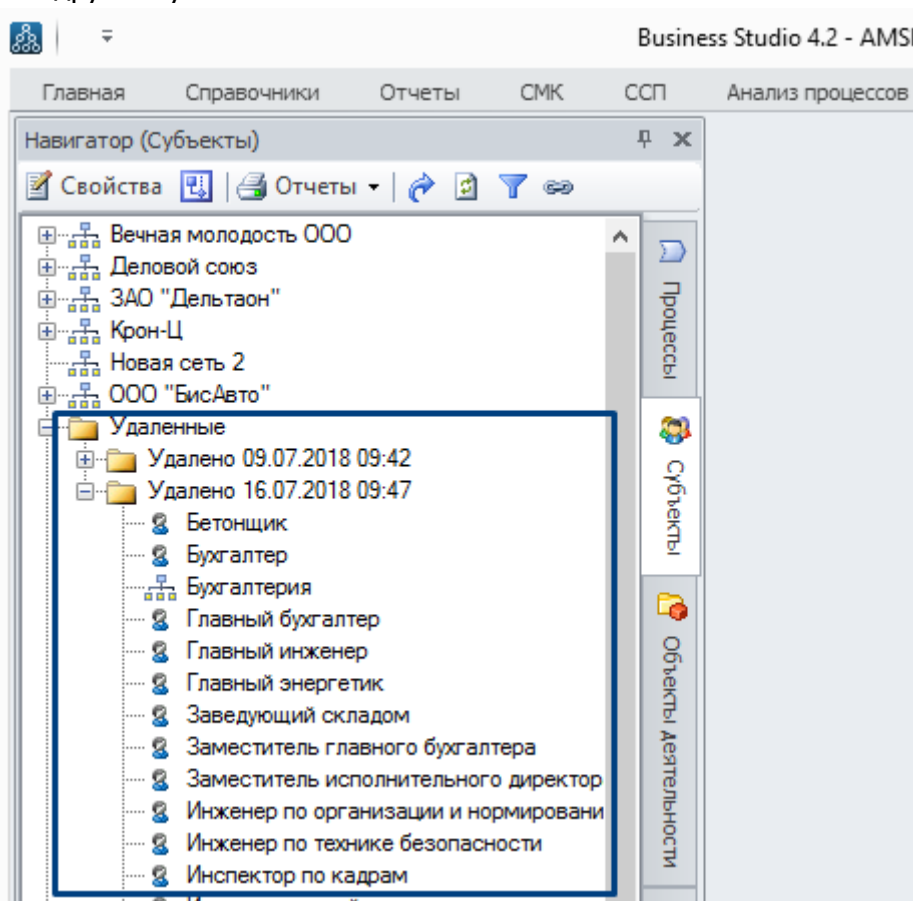 Business Studio 4.2 - AMS
Главная Справочники Отчеты СМК ССП Анализ процессов
Навигатор (Субъекты)
Свойства Отчеты
Вечная молодость ООО
Деловой союз
ЗАО "Дельтаон"
Крон-Ц
Новая сеть 2
ООО "БисАвто"
Удаленные
Удалено 09.07.2018 09:42
Удалено 16.07.2018 09:47
Бетонщик
Бухгалтер
Бухгалтерия
Главный бухгалтер
Главный инженер
Главный энергетик
Заведующий складом
Заместитель главного бухгалтера
Заместитель исполнительного директор
Инженер по организации и нормировани
Инженер по технике безопасности
Инспектор по кадрам
Процессы
Субъекты
Объекты деятельности